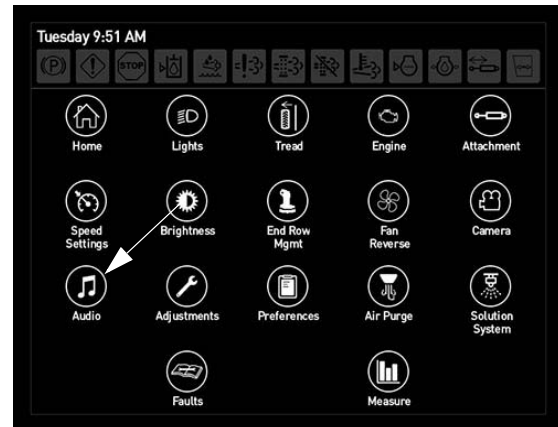 Tuesday 9:51 AM
(P) STOP
Home Lights Tread Engine Attachment
Speed Brightness End Row Fan Camera
Settings Mgmt Reverse
Audio Adjustments Preferences Air Purge Solution
System
Faults Measure